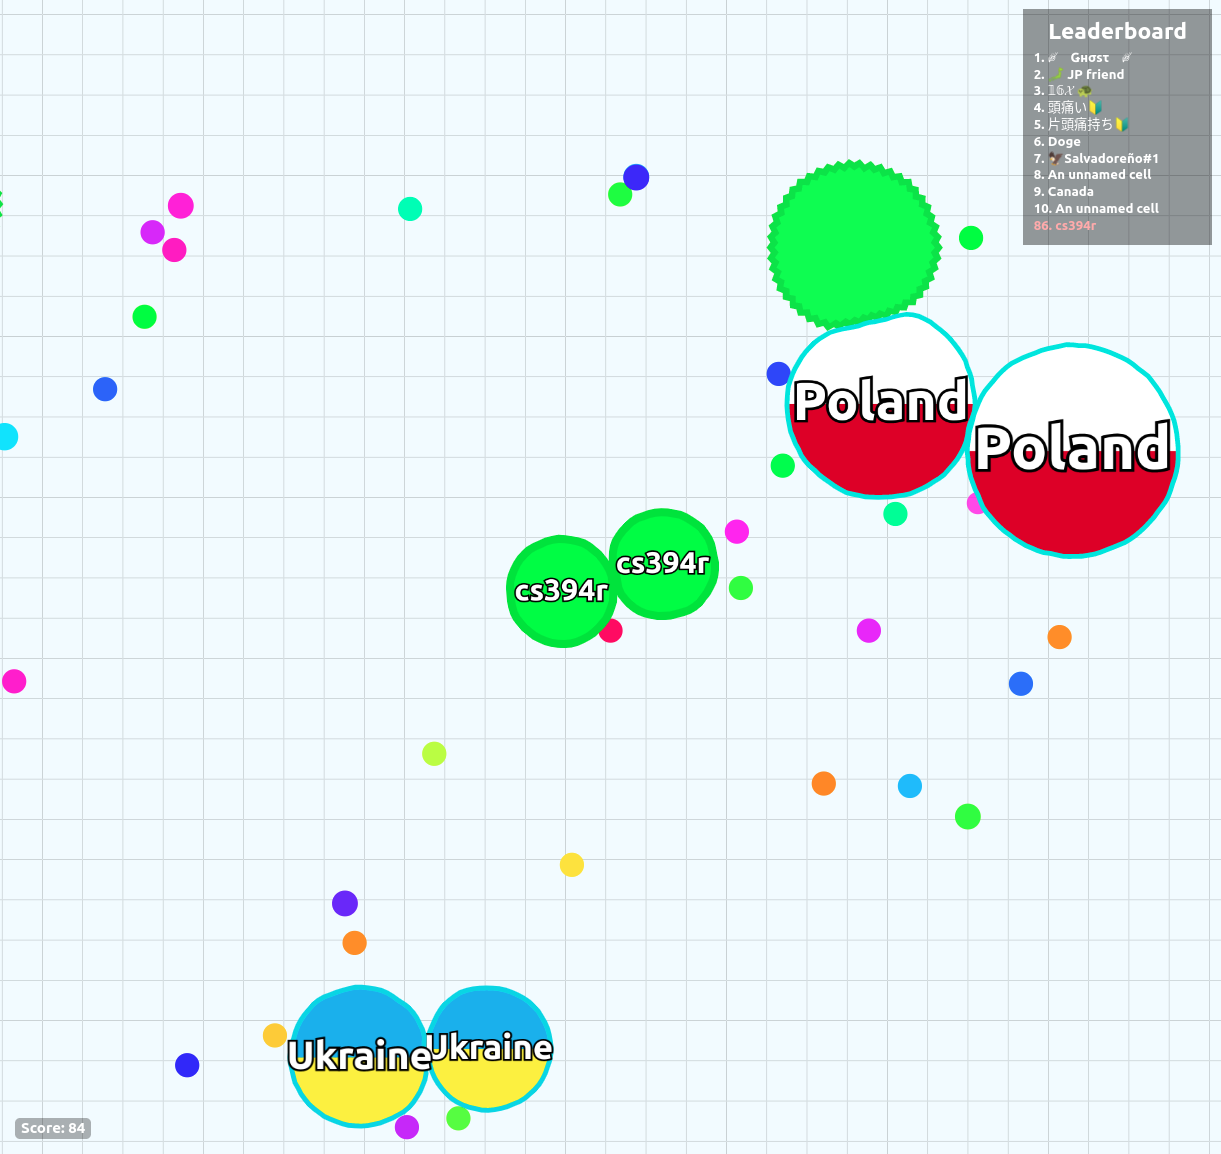 Leaderboard
1. Gнσsт
2. JP friend
3. 𝟙𝟞𝓧 🐢
4. 頭痛い🔰
5. 片頭痛持ち🔰
6. Doge
7. 🦅Salvadoreño#1
8. An unnamed cell
9. Canada
10. An unnamed cell
86. cs394r
Poland
Poland
cs394r
cs394r
Ukraine
Ukraine
Score: 84